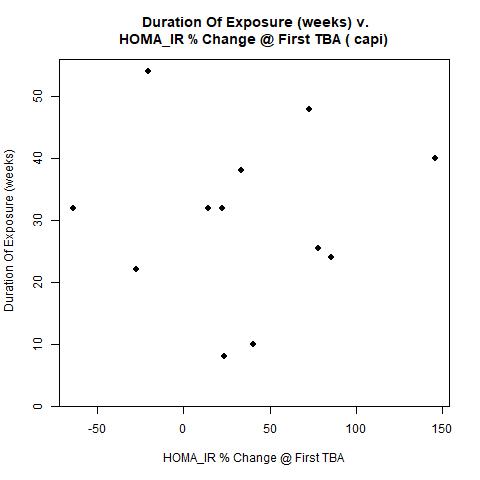 Duration Of Exposure (weeks) v.
HOMA_IR % Change @ First TBA ( capi)
Duration Of Exposure (weeks)
50
40
30
20
10
0
-50 0 50 100 150
HOMA_IR % Change @ First TBA